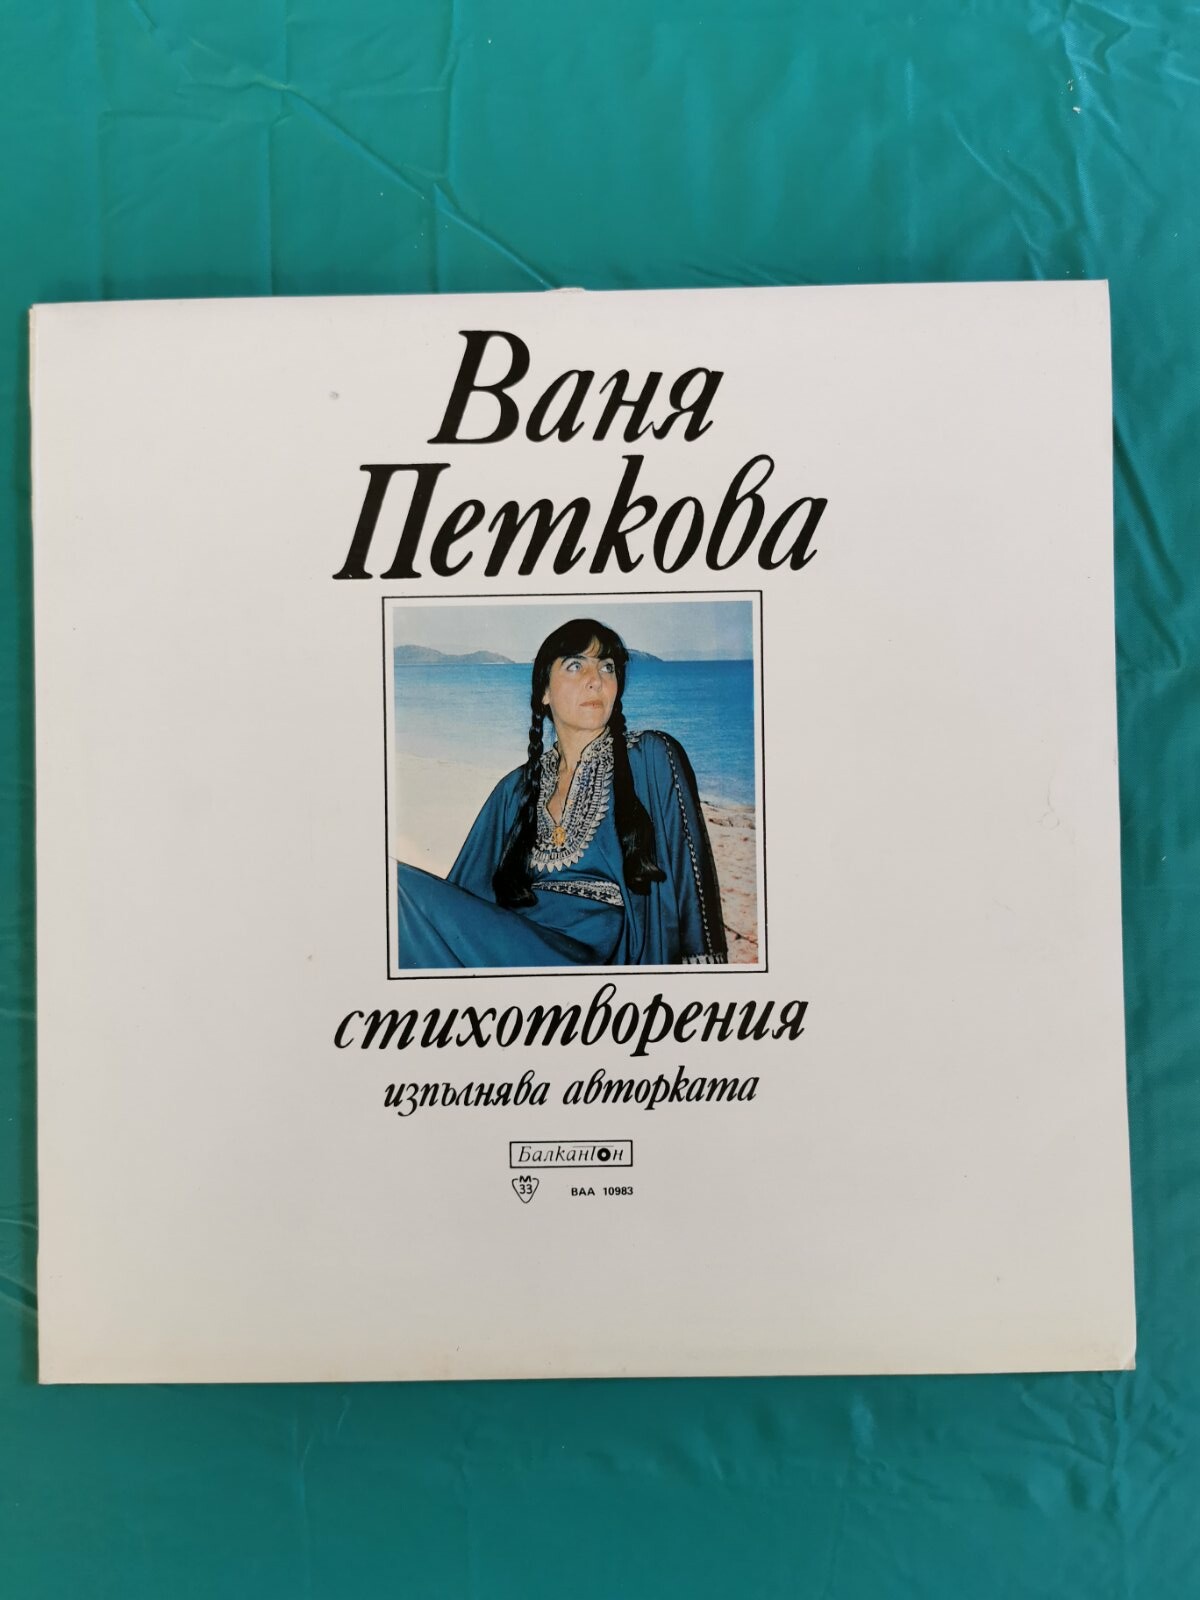 Ваня
Петкова
стихотворения
изпълнява авторката
Балкантон
М
33
ВАА 10983